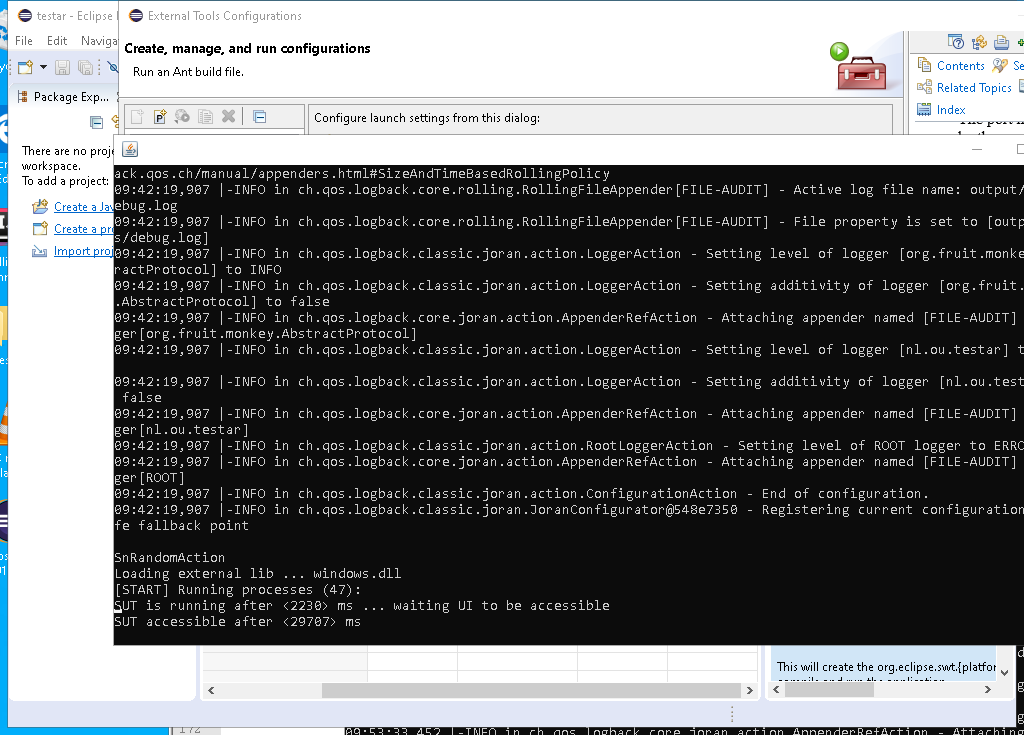 testar - Eclipse
External Tools Configurations
File Edit Naviga
Create, manage, and run configurations
Run an Ant build file.
Contents
Se
Related Topics
Index
Package Exp...
Configure launch settings from this dialog:
There are no proje
workspace.
To add a project:
Create a Jav
Create a pro
Import proj
ack.qos.ch/manual/appenders.html#SizeAndTimeBasedRollingPolicy
09:42:19,907 |-INFO in ch.qos.logback.core.rolling.RollingFileAppender[FILE-AUDIT] - Active log file name: output/
ebug.log
09:42:19,907 |-INFO in ch.qos.logback.core.rolling.RollingFileAppender[FILE-AUDIT] - File property is set to [outp
s/debug.log]
09:42:19,907 |-INFO in ch.qos.logback.classic.joran.action.LoggerAction - Setting level of logger [org.fruit.monke
ractProtocol] to INFO
09:42:19,907 |-INFO in ch.qos.logback.classic.joran.action.LoggerAction - Setting additivity of logger [org.fruit.
.AbstractProtocol] to false
09:42:19,907 |-INFO in ch.qos.logback.core.joran.action.AppenderRefAction - Attaching appender named [FILE-AUDIT]
ger[org.fruit.monkey.AbstractProtocol]
09:42:19,907 |-INFO in ch.qos.logback.classic.joran.action.LoggerAction - Setting level of logger [nl.ou.testar] t
09:42:19,907 |-INFO in ch.qos.logback.classic.joran.action.LoggerAction - Setting additivity of logger [nl.ou.test
false
09:42:19,907 |-INFO in ch.qos.logback.core.joran.action.AppenderRefAction - Attaching appender named [FILE-AUDIT]
ger[nl.ou.testar]
09:42:19,907 |-INFO in ch.qos.logback.classic.joran.action.RootLoggerAction - Setting level of ROOT logger to ERRO
09:42:19,907 |-INFO in ch.qos.logback.core.joran.action.AppenderRefAction - Attaching appender named [FILE-AUDIT]
ger[ROOT]
09:42:19,907 |-INFO in ch.qos.logback.classic.joran.action.ConfigurationAction - End of configuration.
09:42:19,907 |-INFO in ch.qos.logback.classic.joran.JoranConfigurator@548e7350 - Registering current configuration
fe fallback point
SnRandomAction
Loading external lib ... windows.dll
[START] Running processes (47):
SUT is running after <2230> ms ... waiting UI to be accessible
SUT accessible after <29707> ms
This will create the org.eclipse.swt.{platfor
172
09:53:33,452 |-INFO in ch.qos.logback.core.joran.action.AppenderRefAction - Attaching